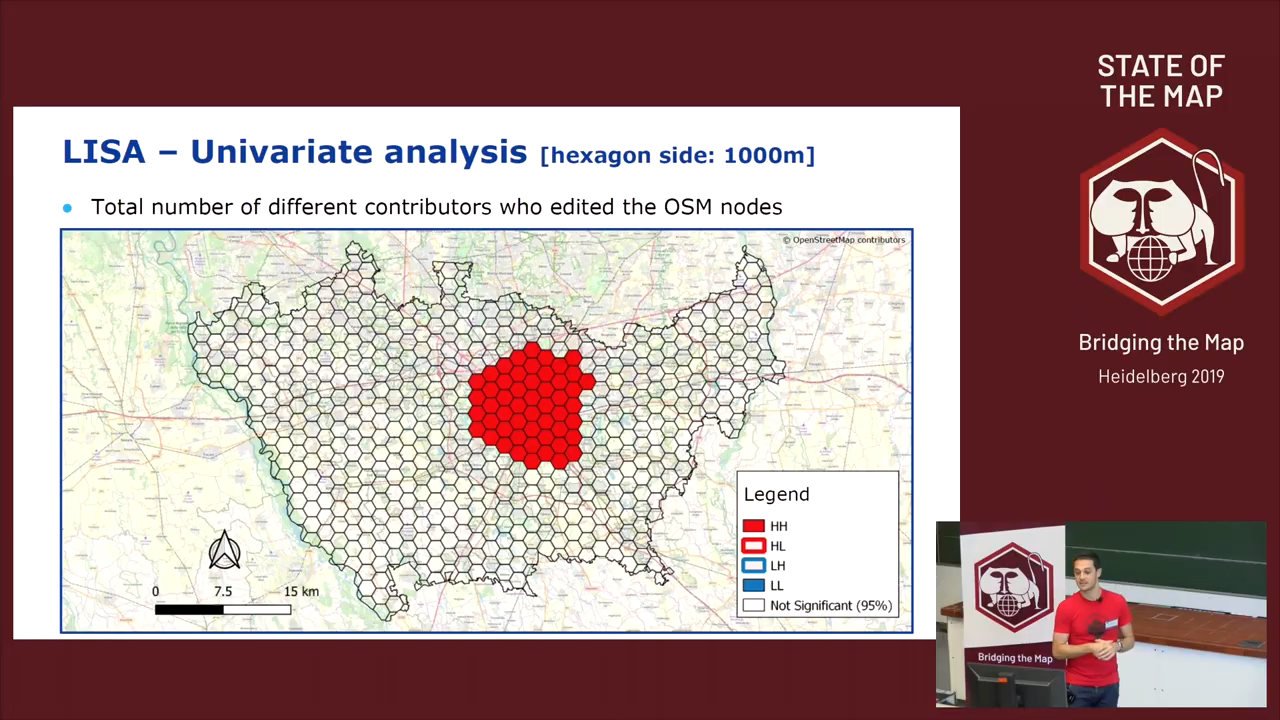 STATE OF
THE MAP
LISA – Univariate analysis [hexagon side: 1000m]
Total number of different contributors who edited the OSM nodes
© OpenStreetMap contributors
Legend
HH
HL
LH
LL
Not Significant (95%)
0 7.5 15 km
Bridging the Map
Heidelberg 2019
Bridging the Map